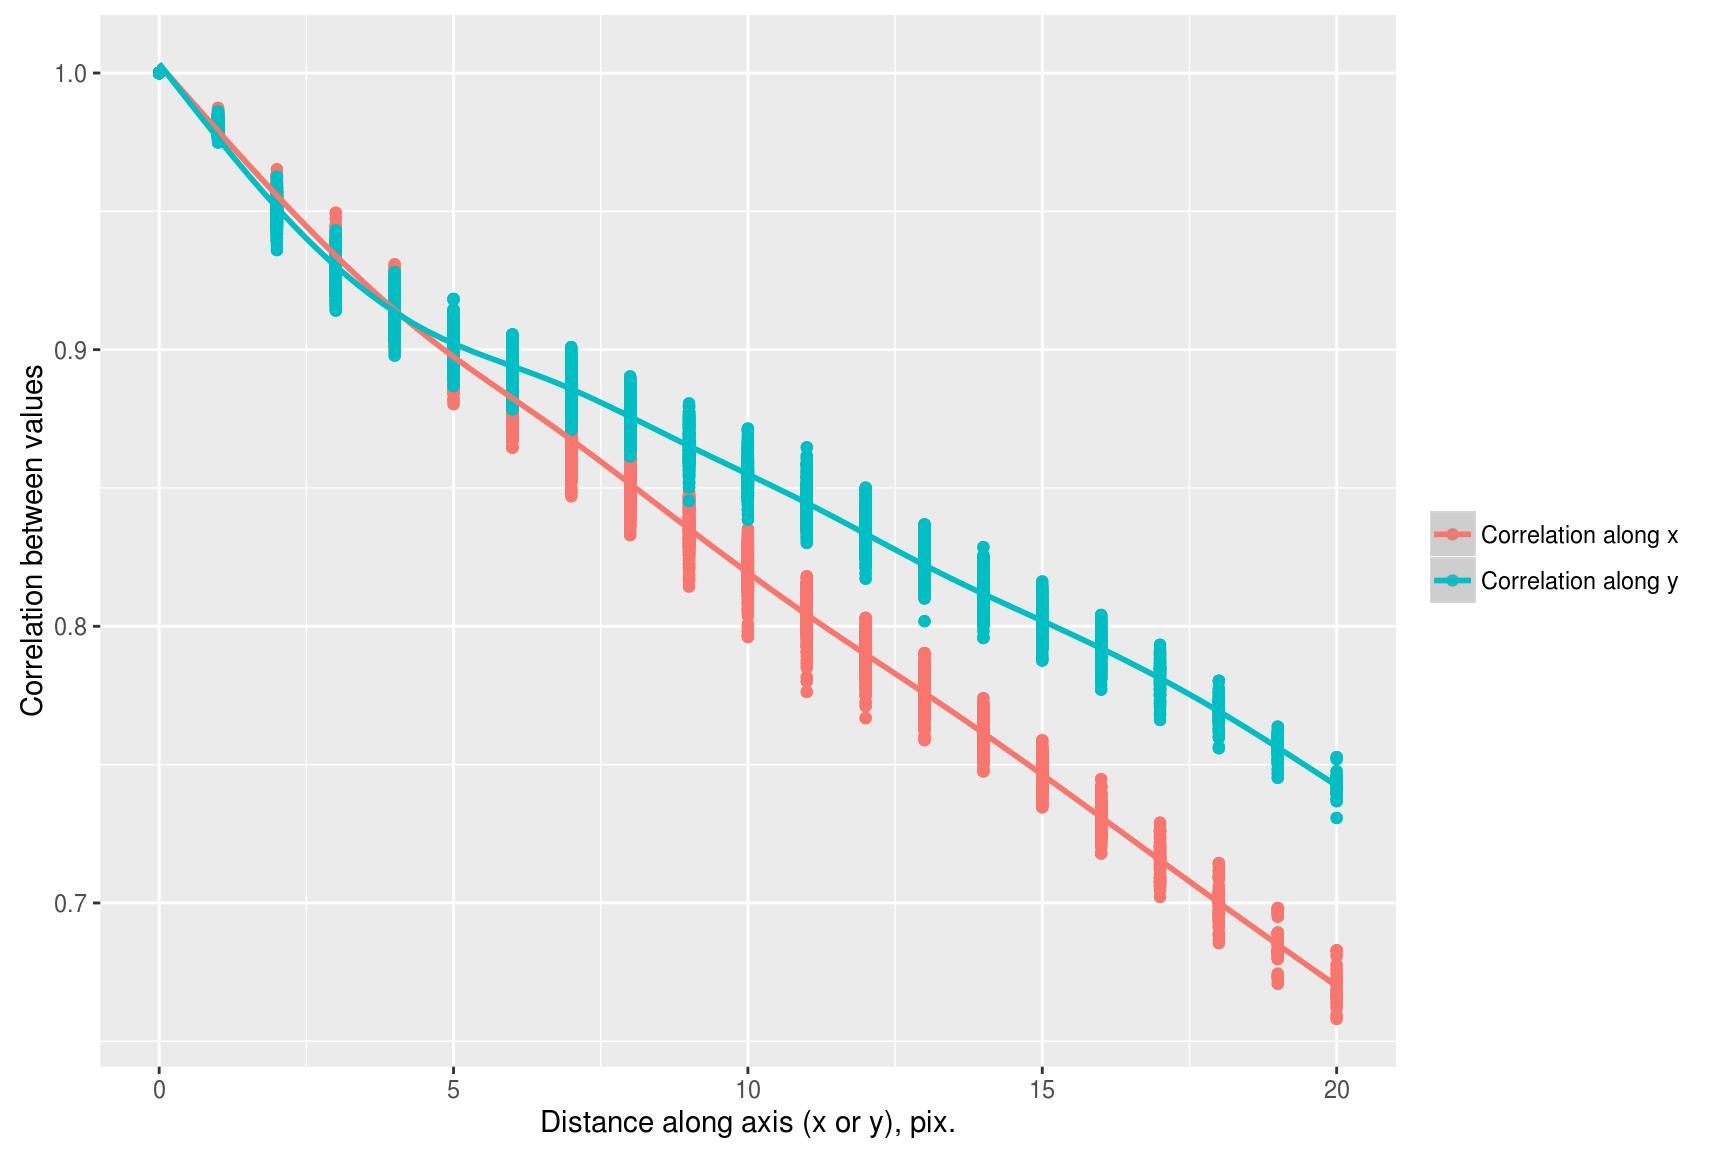 Correlation between values
1.0
0.9
0.8
0.7
0
5
10
15
20
Distance along axis (x or y), pix.
Correlation along x
Correlation along y